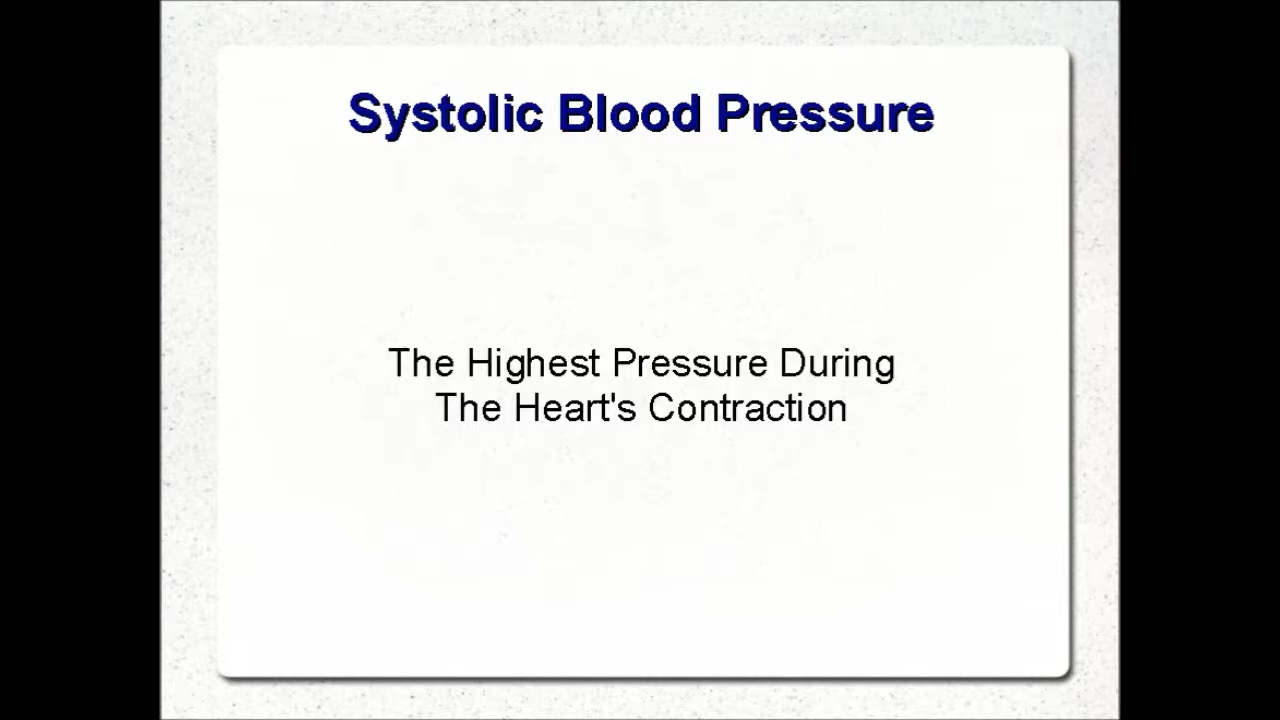 Systolic Blood Pressure
The Highest Pressure During
The Heart's Contraction